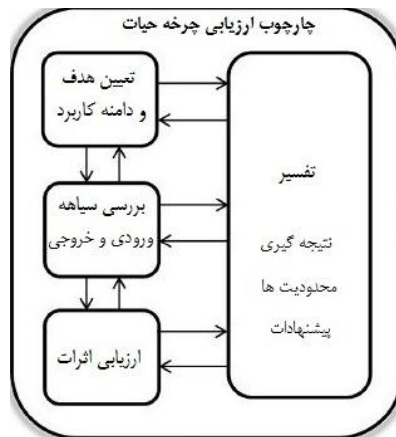 چارچوب ارزیابی چرخه حیات
تعیین هدف
و دامنه کاربرد
بررسی سیاهه
ورودی و خروجی
ارزیابی اثرات
تفسیر
نتیجه گیری
محدودیت ها
پیشنهادات